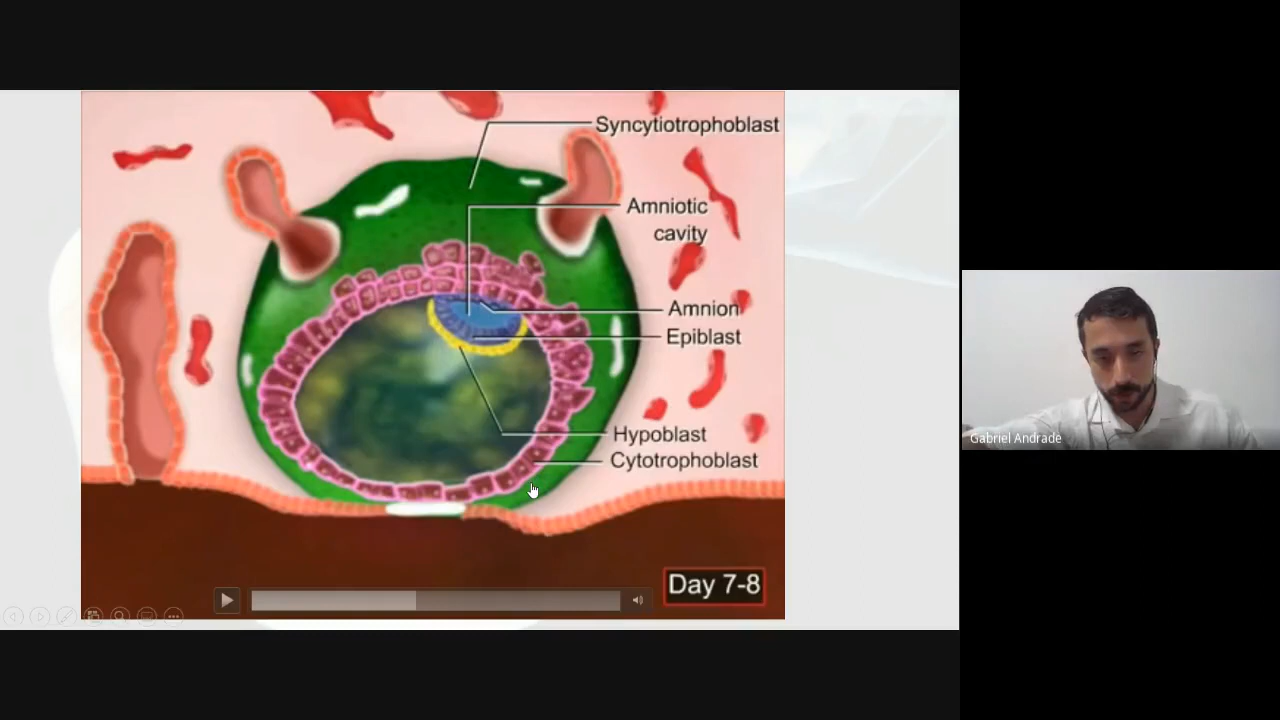 Syncytiotrophoblast
Amniotic
cavity
Amnion
Epiblast
Hypoblast
Cytotrophoblast
Day 7-8
Gabriel Andrade